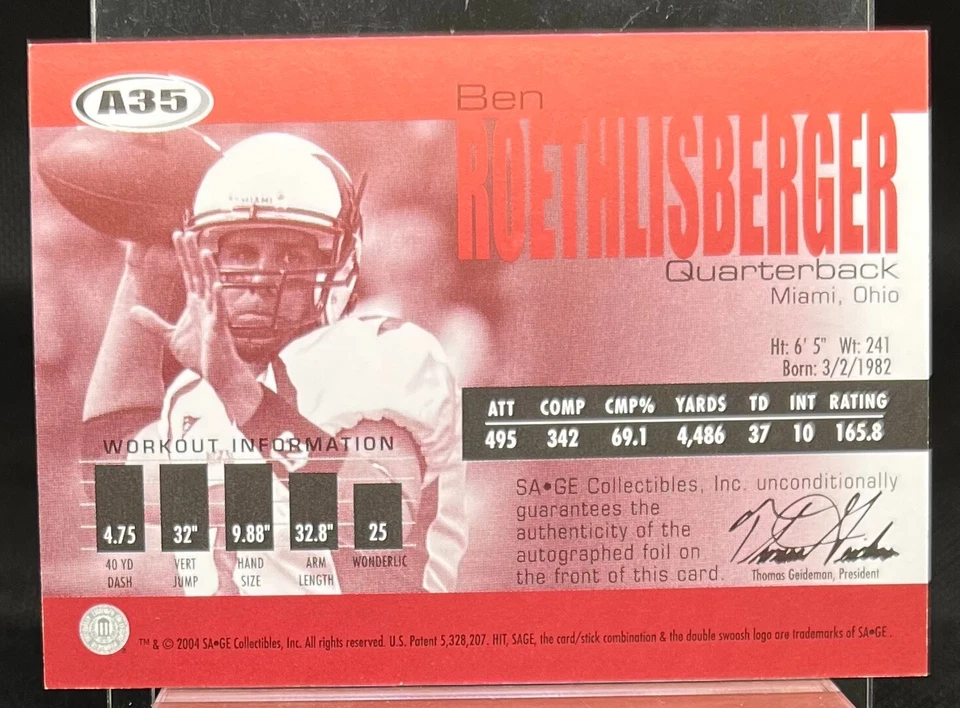 A35
Ben
ROETHLISBERGER
Quarterback
Miami, Ohio
MIAMI
Ht: 6' 5" Wt: 241
Born: 3/2/1982
ATT COMP CMP% YARDS TD INT RATING
495 342 69.1 4,486 37 10 165.8
WORKOUT INFORMATION
4.75 32" 9.88" 32.8" 25
40 YD DASH VERT JUMP HAND SIZE ARM LENGTH WONDERLIC
SA•GE Collectibles, Inc. unconditionally
guarantees the
authenticity of the
autographed foil on
the front of this card.
Thomas Geideman, President
™ & © 2004 SA•GE Collectibles, Inc. All rights reserved. U.S. Patent 5,328,207. HIT, SAGE, the card/stick combination & the double swoosh logo are trademarks of SA•GE.